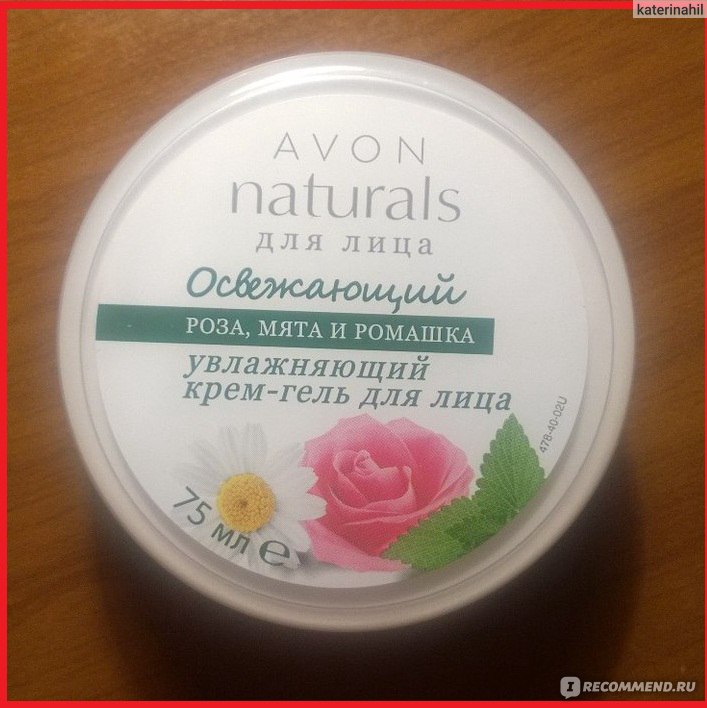 katerinahil
AVON
naturals
для лица
Освежающий
РОЗА, МЯТА И РОМАШКА
увлажняющий
крем-гель для лица
478-40-02U
75 мл e
I RECOMMEND.RU